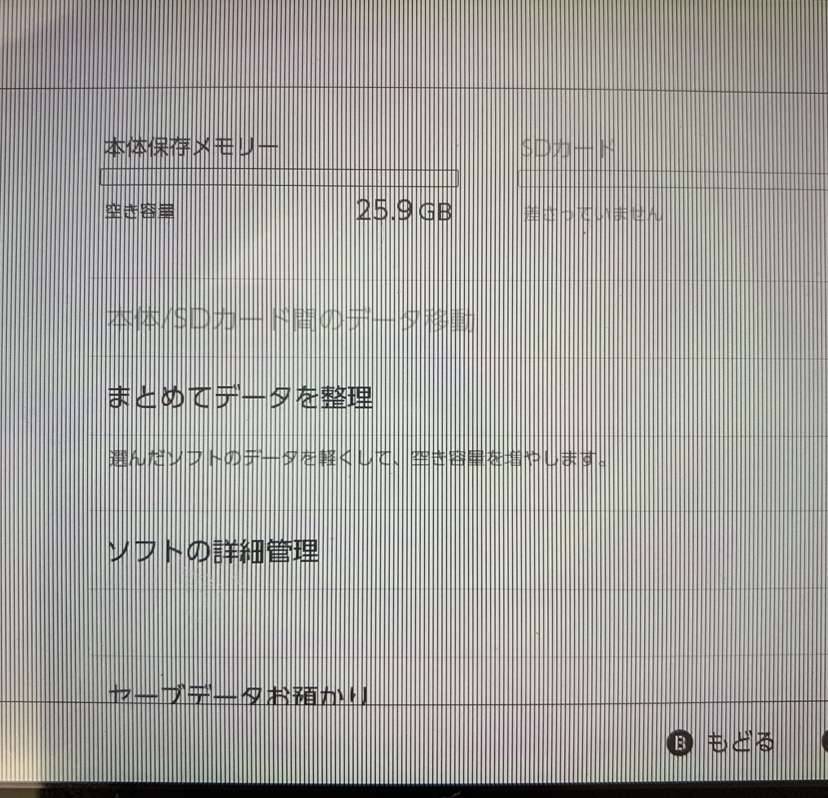 本体保存メモリー
SDカード
空き容量
25.9 GB
差さっていません
本体/SDカード間のデータ移動
まとめてデータを整理
選んだソフトのデータを軽くして、空き容量を増やします。
ソフトの詳細管理
セーブデータお預かり
B もどる